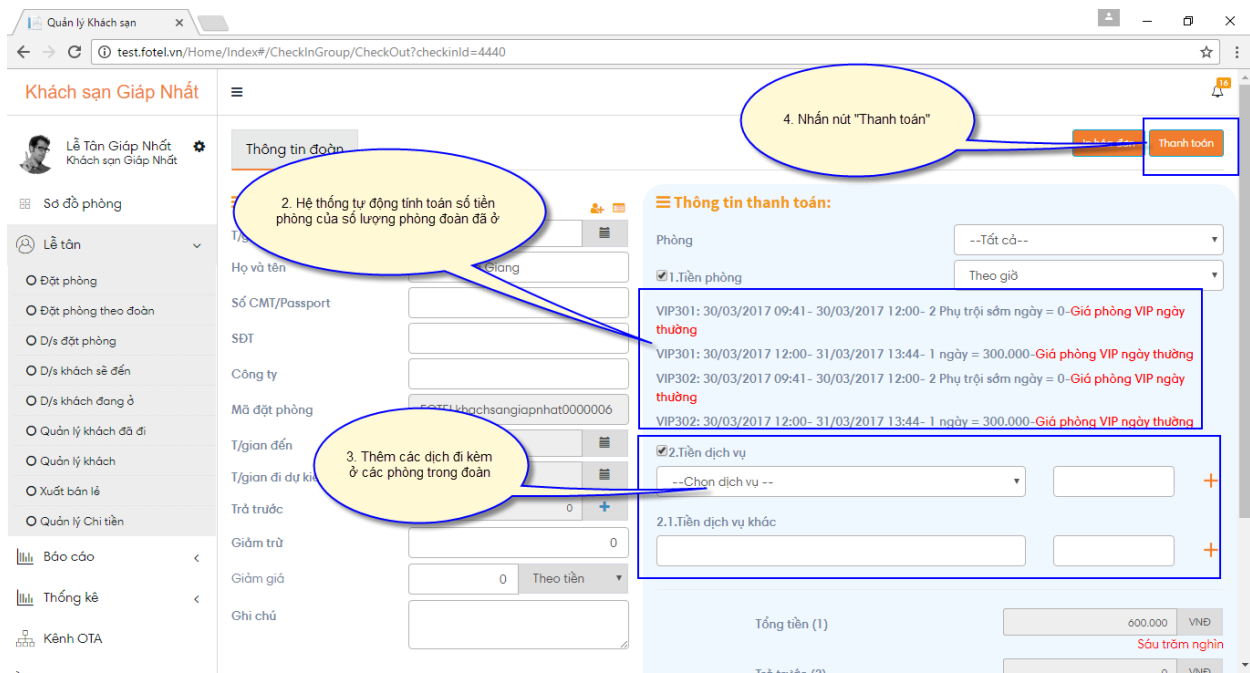 Quản lý Khách sạn
test.fotel.vn/Home/Index#/CheckInGroup/CheckOut?checkinId=4440
Khách sạn Giáp Nhất
16
4. Nhấn nút "Thanh toán"
Lễ Tân Giáp Nhất
Khách sạn Giáp Nhất
Thông tin đoàn
Thanh toán
2. Hệ thống tự động tính toán số tiền
phòng của số lượng phòng đoàn đã ở
Sơ đồ phòng
Lễ tân
Đặt phòng
Đặt phòng theo đoàn
D/s đặt phòng
D/s khách sẽ đến
D/s khách đang ở
Quản lý khách đã đi
Quản lý khách
Xuất bán lẻ
Quản lý Chi tiền
Báo cáo
Thống kê
Kênh OTA
Họ và tên
Giang
Số CMT/Passport
SĐT
Công ty
Mã đặt phòng
T/gian đến
T/gian đi dự
Trả trước
0
Giảm trừ
0
Giảm giá
0
Theo tiền
Ghi chú
3. Thêm các dịch đi kèm
ở các phòng trong đoàn
Thông tin thanh toán:
Phòng
--Tất cả--
1.Tiền phòng
Theo giờ
VIP301: 30/03/2017 09:41- 30/03/2017 12:00- 2 Phụ trội sớm ngày = 0-Giá phòng VIP ngày
thường
VIP301: 30/03/2017 12:00- 31/03/2017 13:44- 1 ngày = 300.000-Giá phòng VIP ngày thường
VIP302: 30/03/2017 09:41- 30/03/2017 12:00- 2 Phụ trội sớm ngày = 0-Giá phòng VIP ngày
thường
VIP302: 30/03/2017 12:00- 31/03/2017 13:44- 1 ngày = 300.000-Giá phòng VIP ngày thường
2.Tiền dịch vụ
--Chọn dịch vụ --
2.1.Tiền dịch vụ khác
Tổng tiền (1)
600.000
VNĐ
Sáu trăm nghìn
Trả trước (2)
0
VNĐ